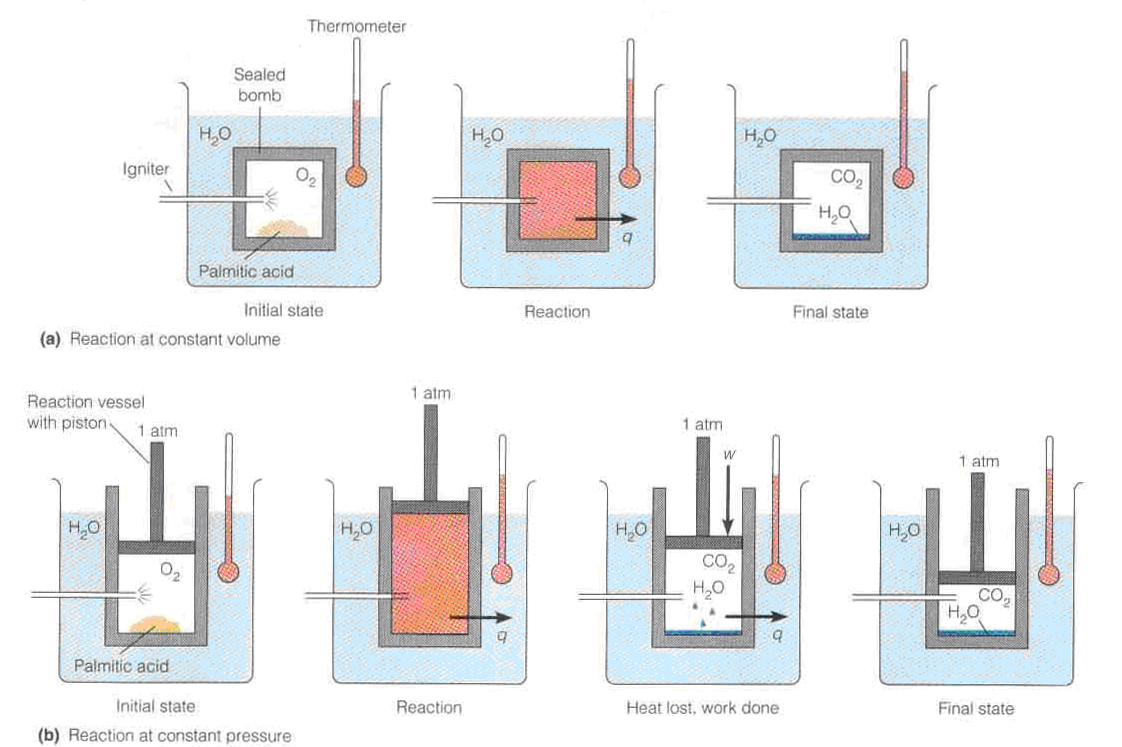 Thermometer
Sealed
bomb
H₂O
Igniter
O₂
Palmitic acid
Initial state
H₂O
q
Reaction
H₂O
CO₂
H₂O
Final state
(a) Reaction at constant volume
Reaction vessel
with piston
1 atm
H₂O
O₂
Palmitic acid
Initial state
1 atm
H₂O
q
Reaction
1 atm
w
H₂O
CO₂
H₂O
q
Heat lost, work done
1 atm
H₂O
CO₂
H₂O
Final state
(b) Reaction at constant pressure